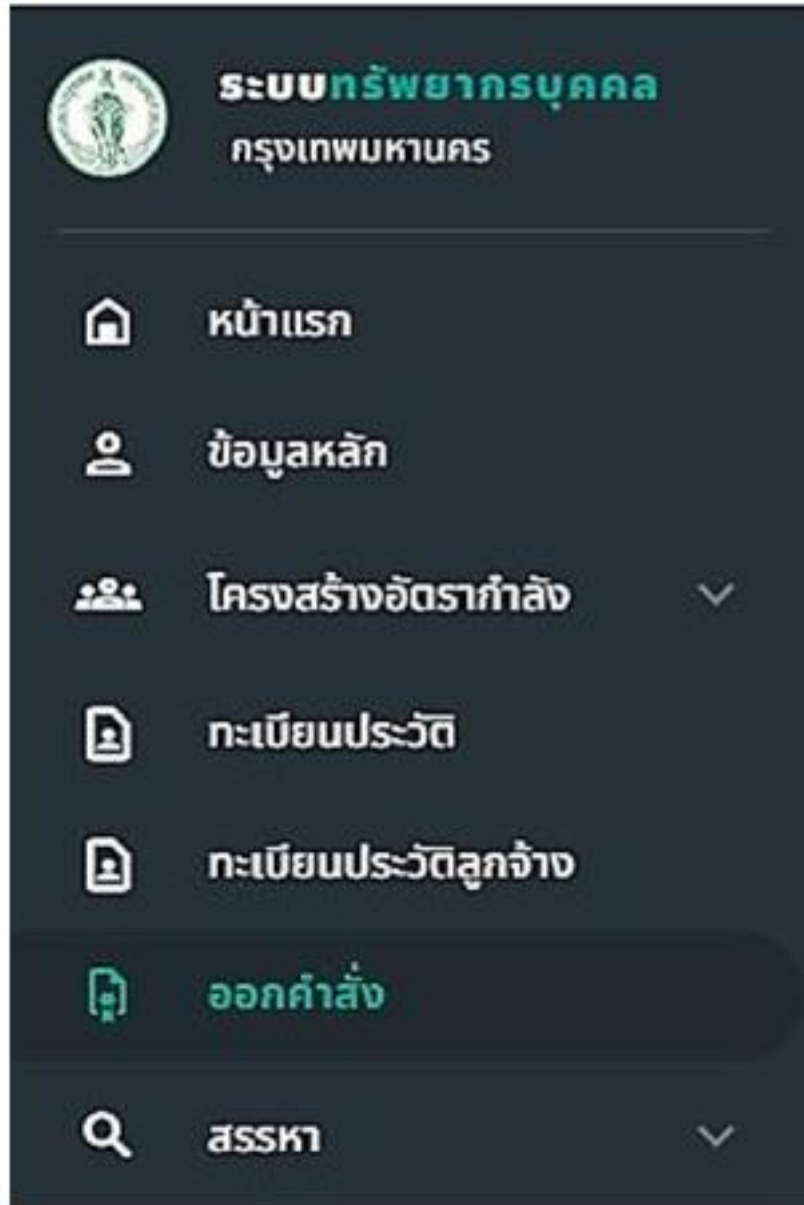 ระบบทรัพยากรบุคคล
กรุงเทพมหานคร
หน้าแรก
ข้อมูลหลัก
โครงสร้างอัตรากำลัง
ทะเบียนประวัติ
ทะเบียนประวัติลูกจ้าง
ออกคำสั่ง
สรรหา